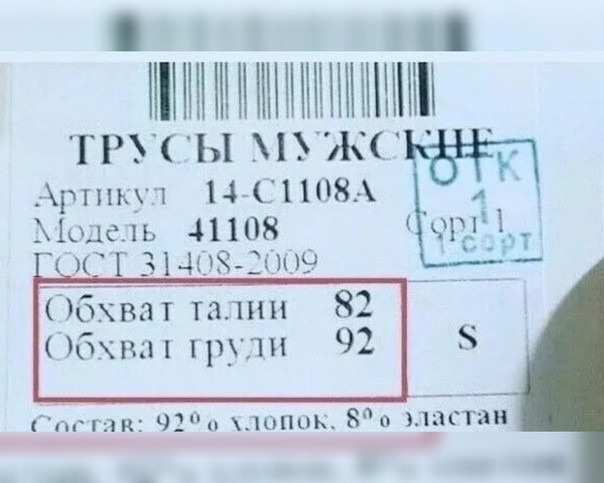 ТРУСЫ МУЖСКИЕ
Артикул 14-С1108А
Модель 41108 Сорт 1
ГОСТ 31408-2009
ОТК
1
1 сорт
Обхват талии 82
Обхват груди 92
S
Состав: 92% хлопок, 8% эластан